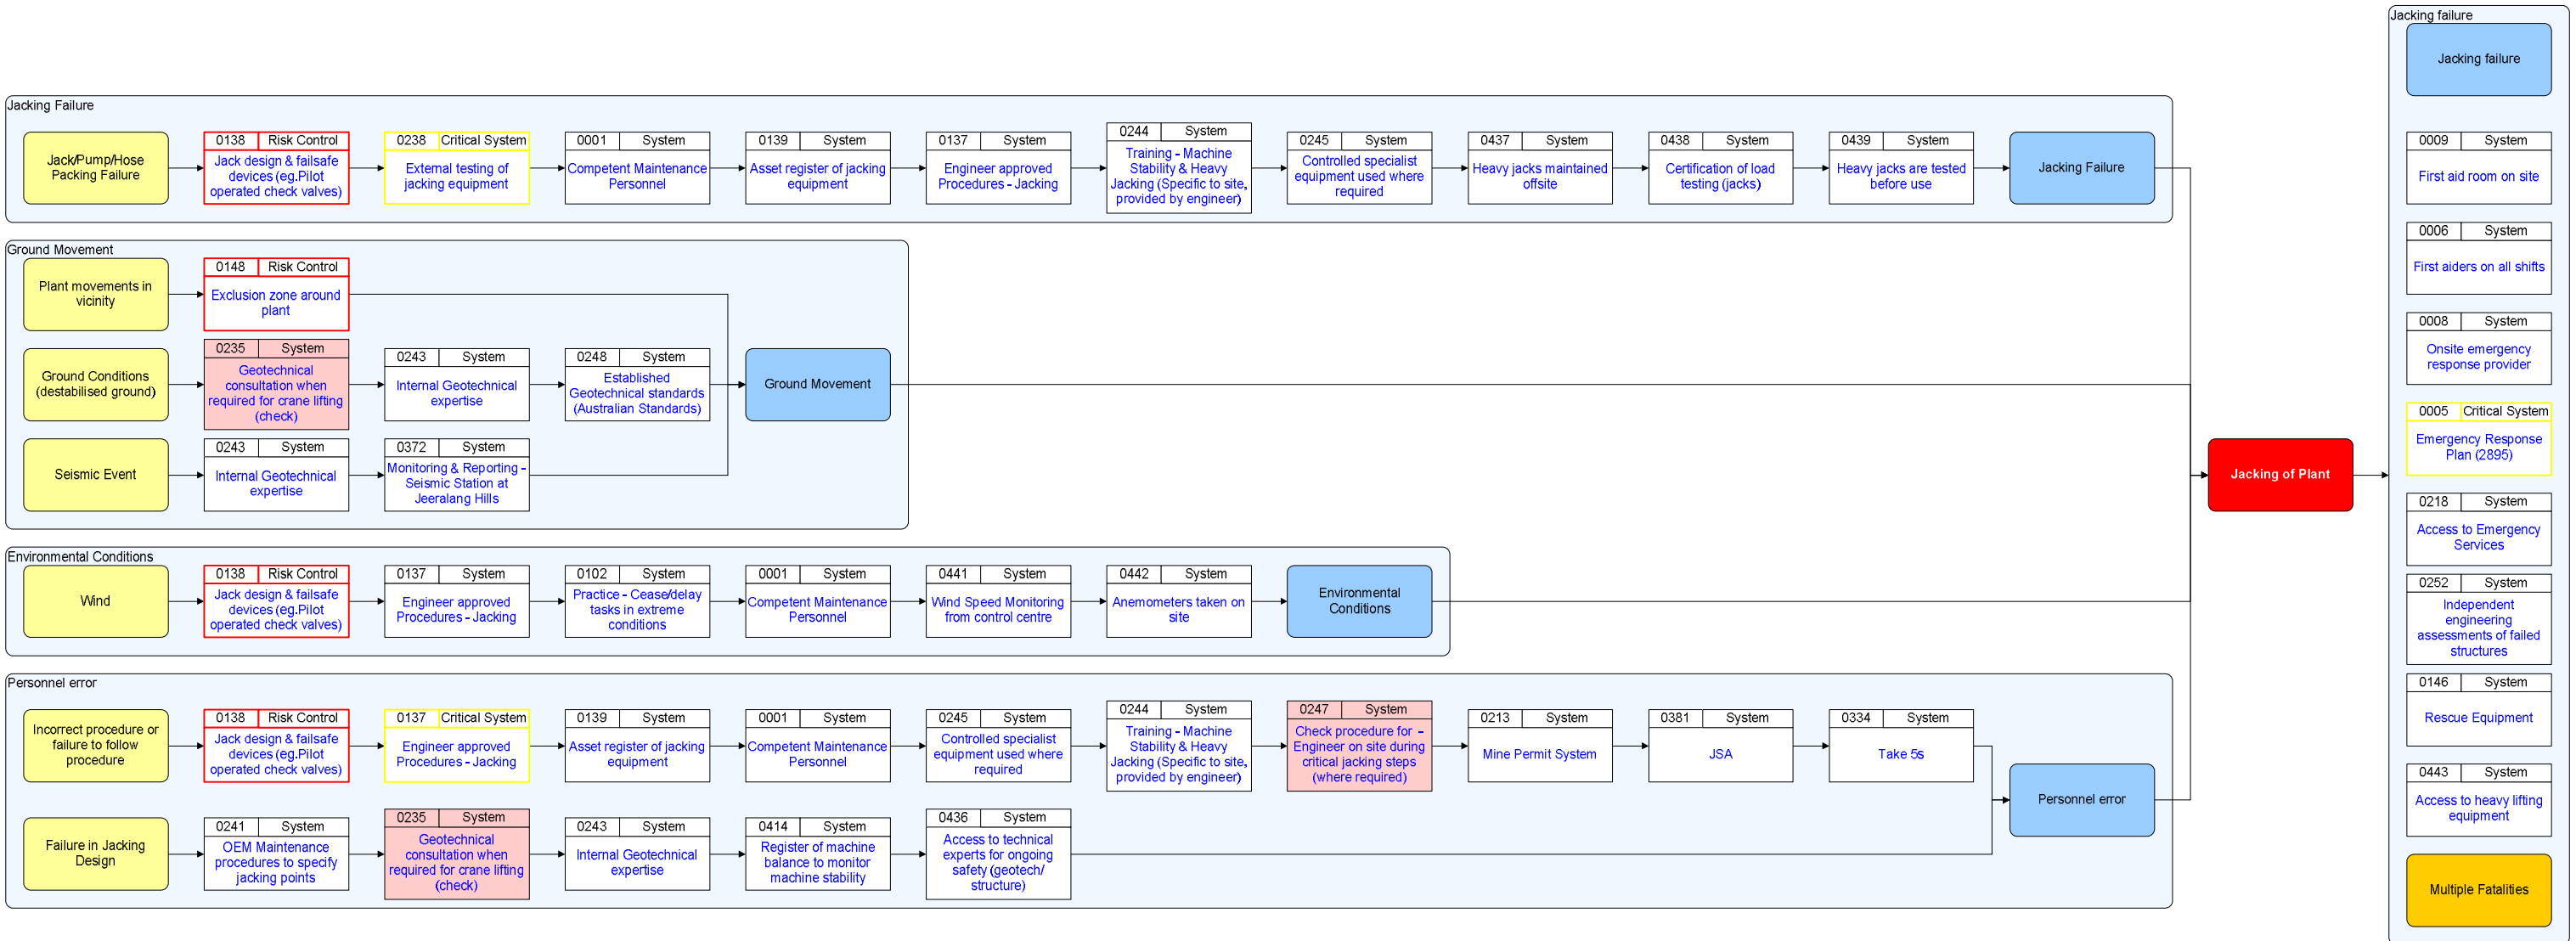 Jacking failure
Jacking failure
Jacking Failure
Jack/Pump/Hose
Packing Failure
0138 Risk Control
Jack design & failsafe
devices (eg.Pilot
operated check valves)
0238 Critical System
External testing of
jacking equipment
0001 System
Competent Maintenance
Personnel
0139 System
Asset register of jacking
equipment
0137 System
Engineer approved
Procedures - Jacking
0244 System
Training - Machine
Stability & Heavy
Jacking (Specific to site,
provided by engineer)
0245 System
Controlled specialist
equipment used where
required
0437 System
Heavy jacks maintained
offsite
0438 System
Certification of load
testing (jacks)
0439 System
Heavy jacks are tested
before use
Jacking Failure
Ground Movement
Plant movements in
vicinity
0148 Risk Control
Exclusion zone around
plant
Ground Conditions
(destabilised ground)
0235 System
Geotechnical
consultation when
required for crane lifting
(check)
0243 System
Internal Geotechnical
expertise
0248 System
Established
Geotechnical standards
(Australian Standards)
Ground Movement
Seismic Event
0243 System
Internal Geotechnical
expertise
0372 System
Monitoring & Reporting -
Seismic Station at
Jeeralang Hills
Environmental Conditions
Wind
0138 Risk Control
Jack design & failsafe
devices (eg.Pilot
operated check valves)
0137 System
Engineer approved
Procedures - Jacking
0102 System
Practice - Cease/delay
tasks in extreme
conditions
0001 System
Competent Maintenance
Personnel
0441 System
Wind Speed Monitoring
from control centre
0442 System
Anemometers taken on
site
Environmental
Conditions
Personnel error
Incorrect procedure or
failure to follow
procedure
0138 Risk Control
Jack design & failsafe
devices (eg.Pilot
operated check valves)
0137 Critical System
Engineer approved
Procedures - Jacking
0139 System
Asset register of jacking
equipment
0001 System
Competent Maintenance
Personnel
0245 System
Controlled specialist
equipment used where
required
0244 System
Training - Machine
Stability & Heavy
Jacking (Specific to site,
provided by engineer)
0247 System
Check procedure for -
Engineer on site during
critical jacking steps
(where required)
0213 System
Mine Permit System
0381 System
JSA
0334 System
Take 5s
Personnel error
Failure in Jacking
Design
0241 System
OEM Maintenance
procedures to specify
jacking points
0235 System
Geotechnical
consultation when
required for crane lifting
(check)
0243 System
Internal Geotechnical
expertise
0414 System
Register of machine
balance to monitor
machine stability
0436 System
Access to technical
experts for ongoing
safety (geotech/
structure)
Jacking of Plant
0009 System
First aid room on site
0006 System
First aiders on all shifts
0008 System
Onsite emergency
response provider
0005 Critical System
Emergency Response
Plan (2895)
0218 System
Access to Emergency
Services
0252 System
Independent
engineering
assessments of failed
structures
0146 System
Rescue Equipment
0443 System
Access to heavy lifting
equipment
Multiple Fatalities